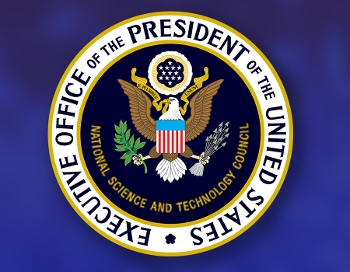 EXECUTIVE OFFICE OF THE PRESIDENT OF THE UNITED STATES
NATIONAL SCIENCE AND TECHNOLOGY COUNCIL